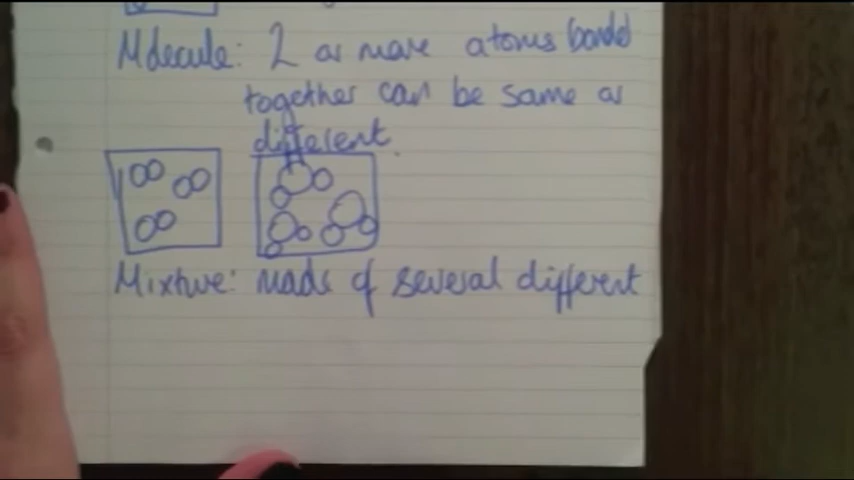 Molecule: 2 or more atoms bonded
together can be same or
different.
Mixture: made of several different